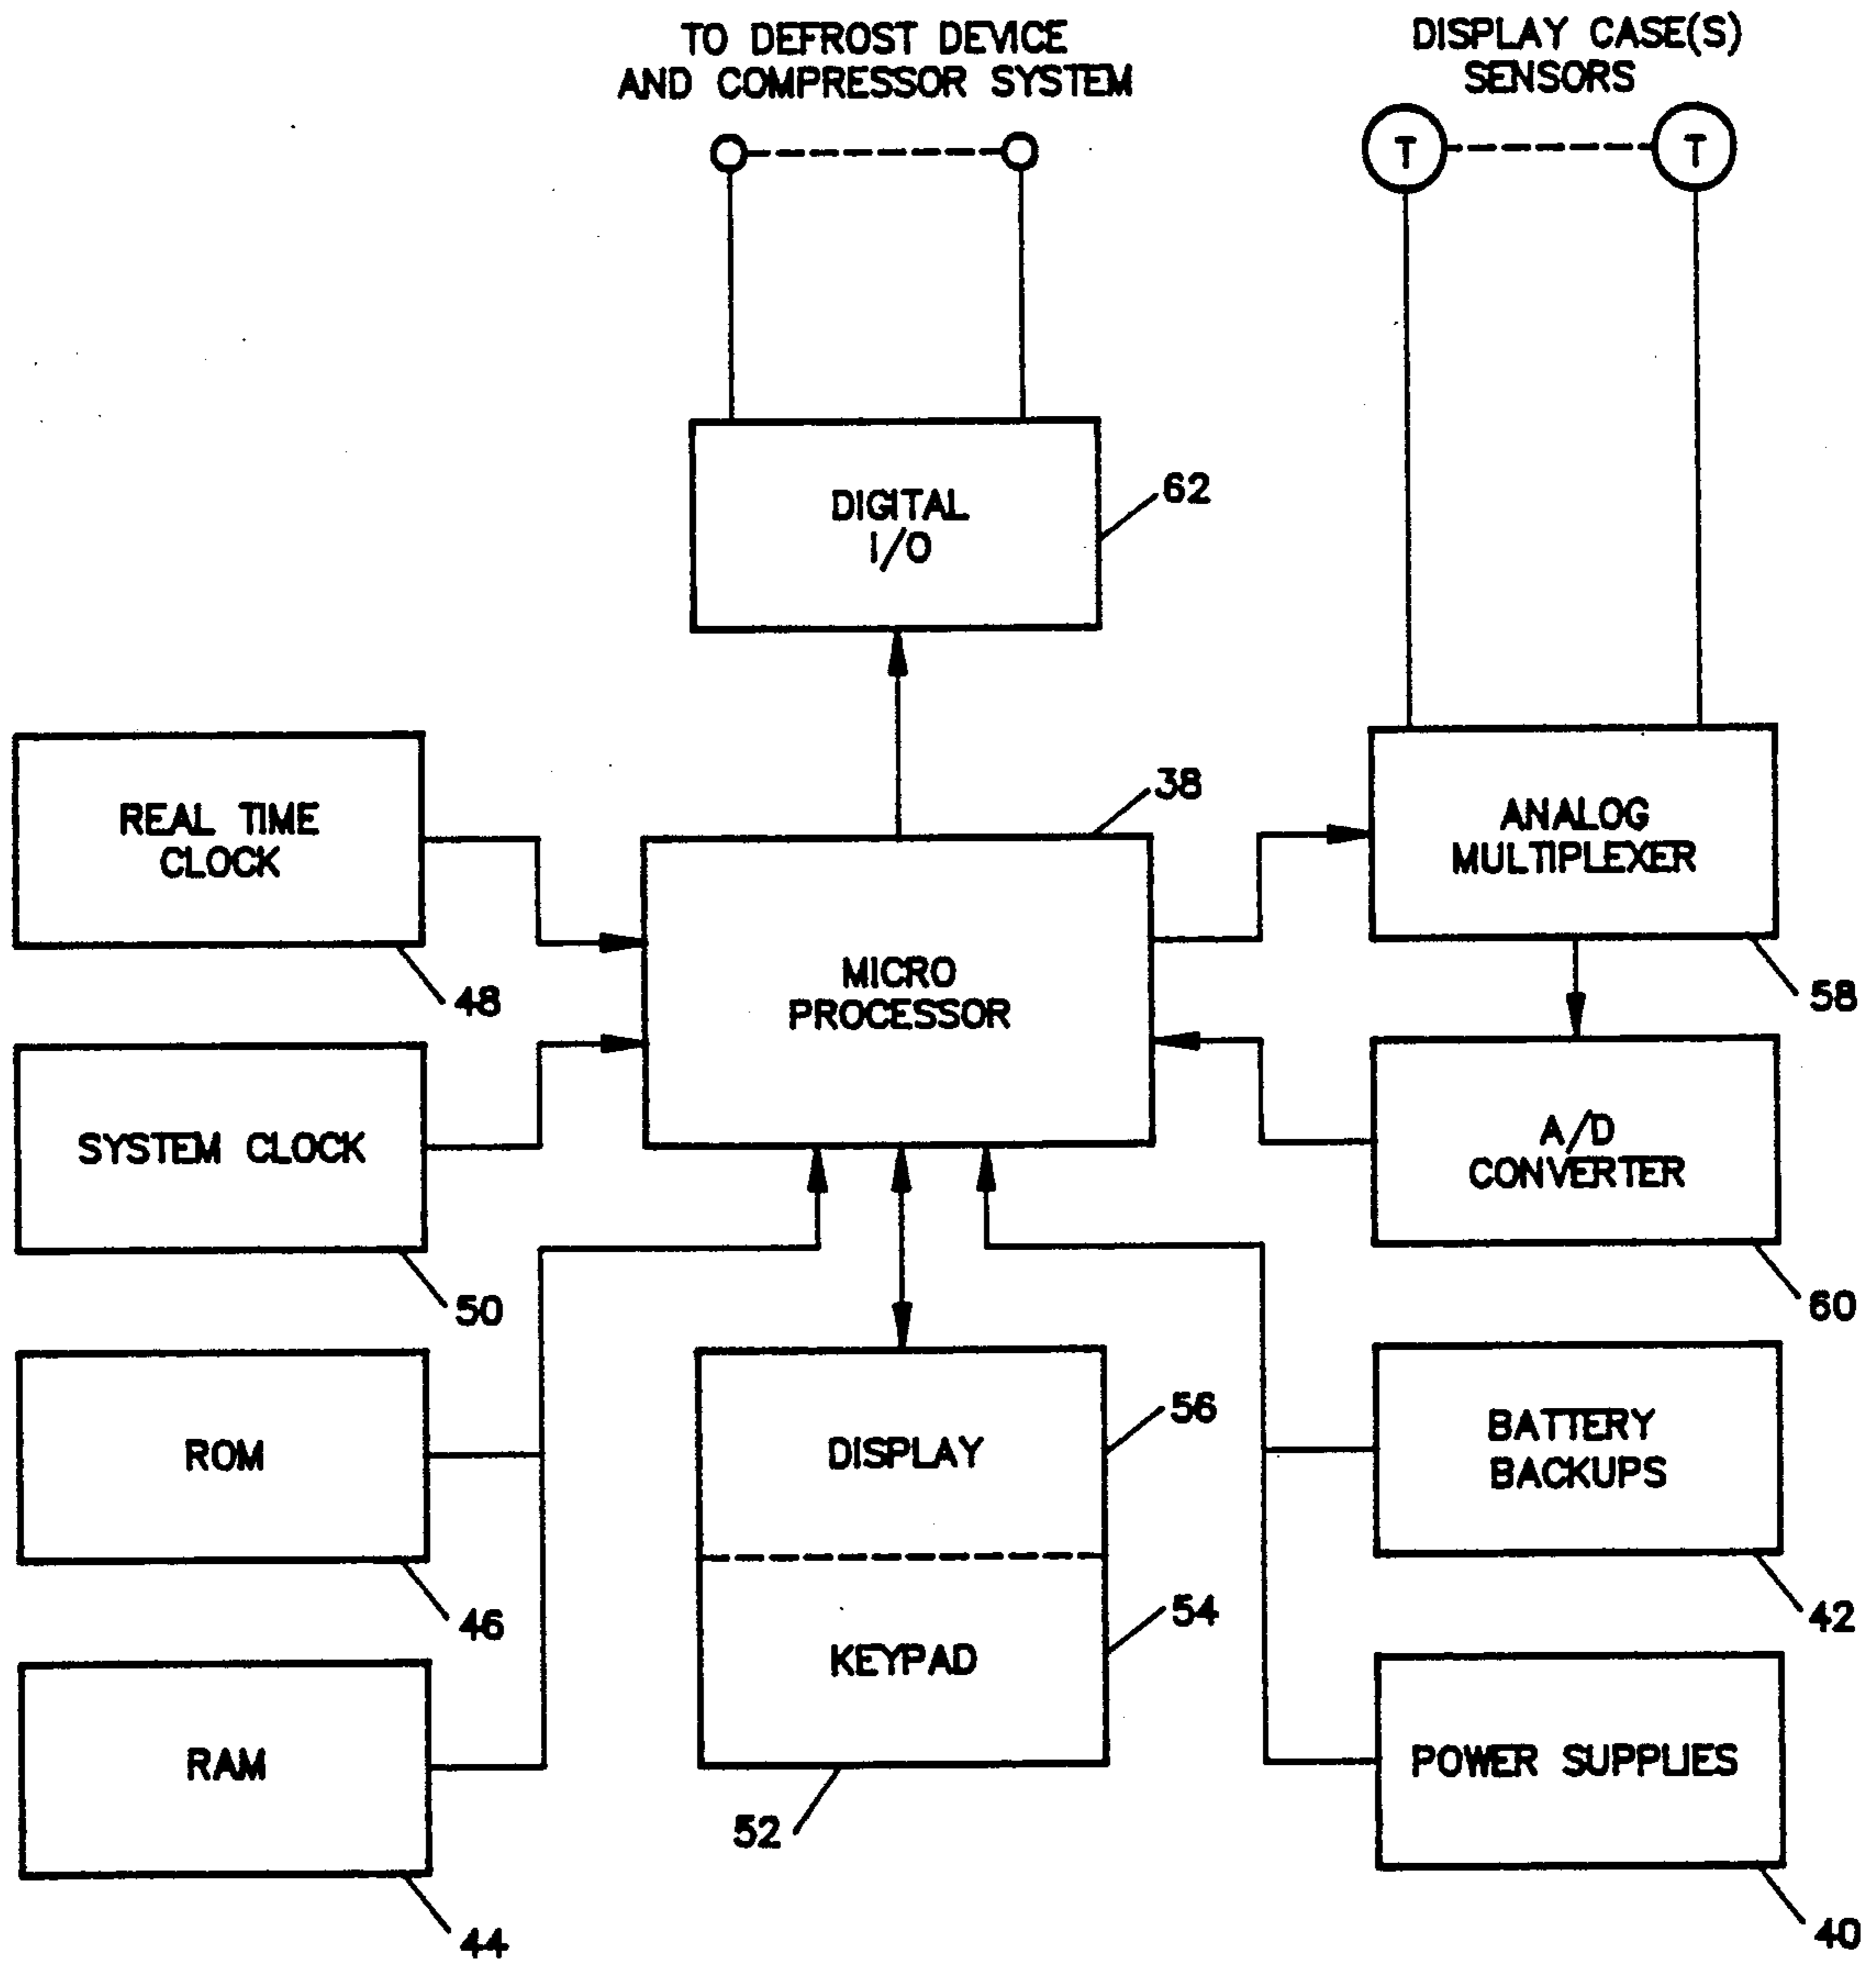 TO DEFROST DEVICE
AND COMPRESSOR SYSTEM
DISPLAY CASE(S)
SENSORS
T
T
DIGITAL
I/O
62
REAL TIME
CLOCK
48
38
MICRO
PROCESSOR
ANALOG
MULTIPLEXER
58
SYSTEM CLOCK
50
A/D
CONVERTER
60
ROM
46
DISPLAY
56
KEYPAD
54
52
BATTERY
BACKUPS
42
RAM
44
POWER SUPPLIES
40